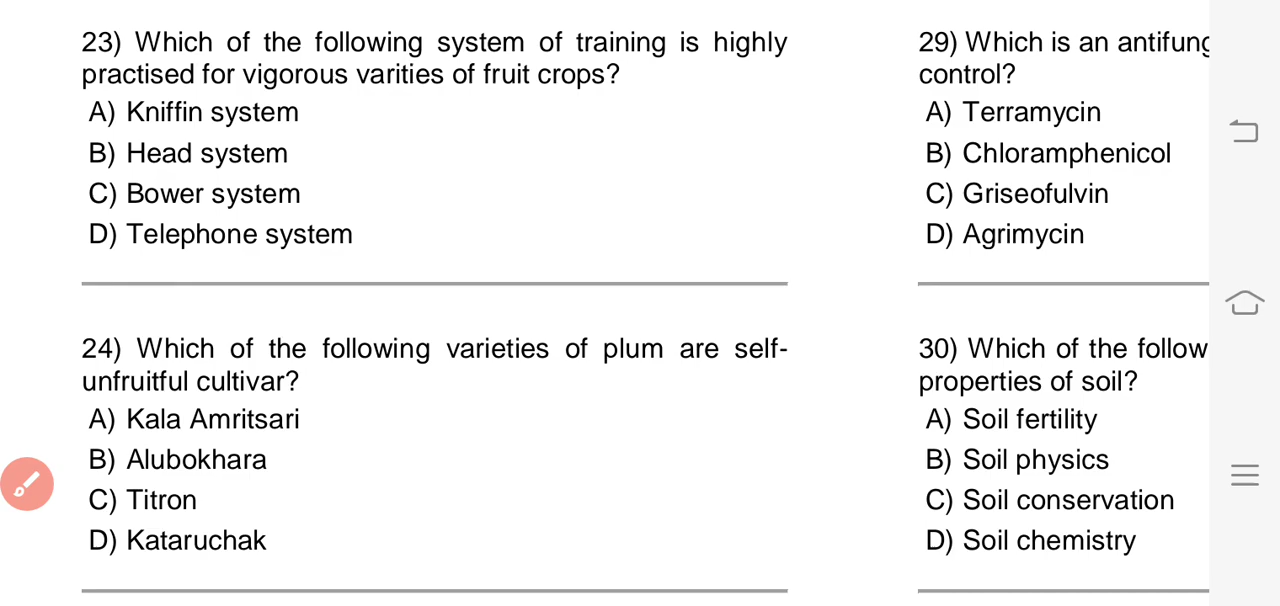 23) Which of the following system of training is highly
practised for vigorous varities of fruit crops?
A) Kniffin system
B) Head system
C) Bower system
D) Telephone system
24) Which of the following varieties of plum are self-
unfruitful cultivar?
A) Kala Amritsari
B) Alubokhara
C) Titron
D) Kataruchak
29) Which is an antifung
control?
A) Terramycin
B) Chloramphenicol
C) Griseofulvin
D) Agrimycin
30) Which of the follow
properties of soil?
A) Soil fertility
B) Soil physics
C) Soil conservation
D) Soil chemistry